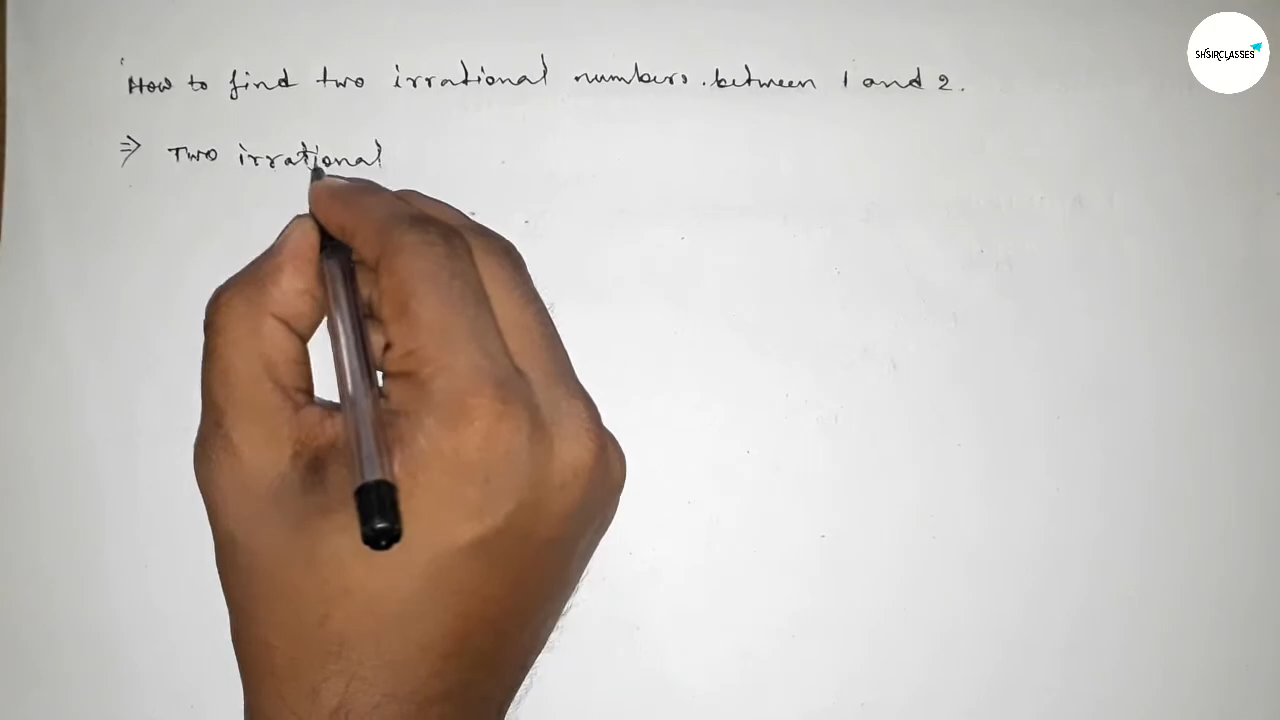 SHSIRCLASSES
How to find two irrational numbers. between 1 and 2.
⇒ Two irrational